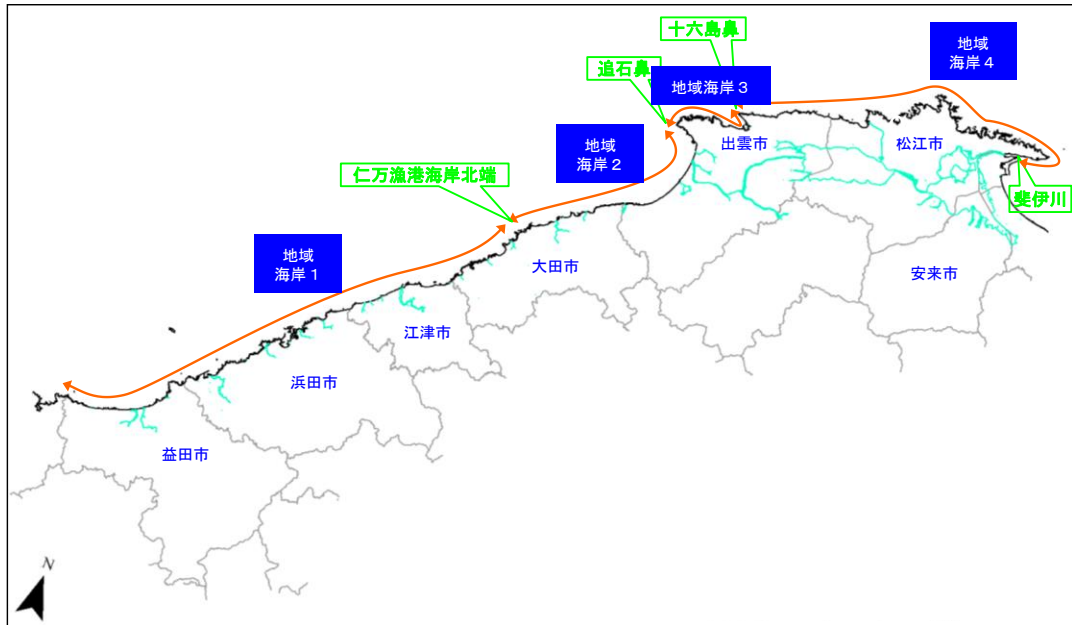 十六島鼻
地域
海岸４
追石鼻
地域海岸３
地域
海岸２
出雲市
松江市
仁万漁港海岸北端
斐伊川
地域
海岸１
大田市
安来市
江津市
浜田市
益田市
N